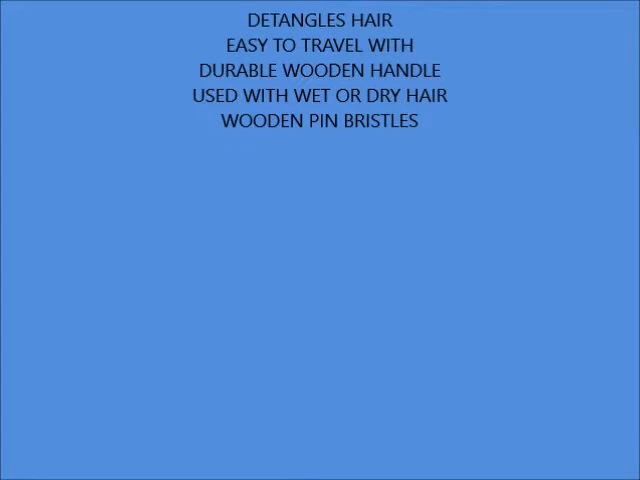 DETANGLES HAIR
EASY TO TRAVEL WITH
DURABLE WOODEN HANDLE
USED WITH WET OR DRY HAIR
WOODEN PIN BRISTLES